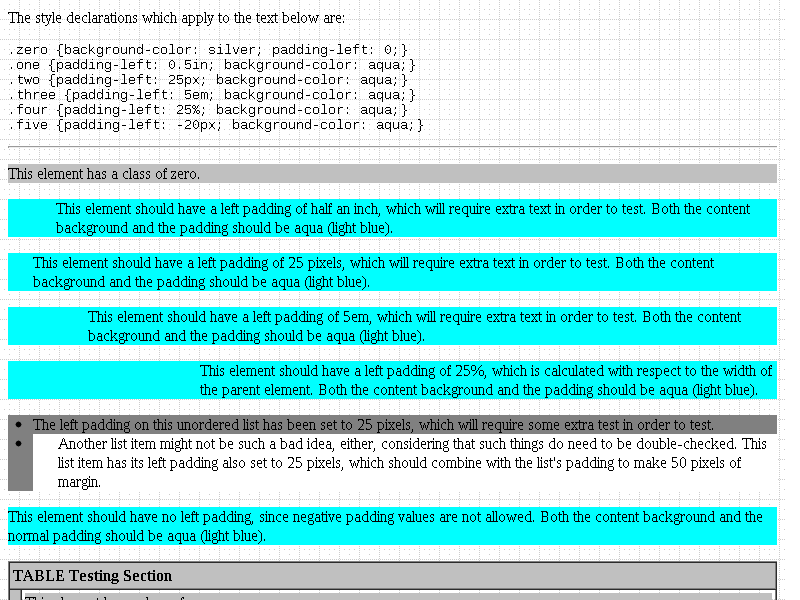 The style declarations which apply to the text below are:
.zero {background-color: silver; padding-left: 0;}
.one {padding-left: 0.5in; background-color: aqua;}
.two {padding-left: 25px; background-color: aqua;}
.three {padding-left: 5em; background-color: aqua;}
.four {padding-left: 25%; background-color: aqua;}
.five {padding-left: -20px; background-color: aqua;}
This element has a class of zero.
This element should have a left padding of half an inch, which will require extra text in order to test. Both the content
background and the padding should be aqua (light blue).
This element should have a left padding of 25 pixels, which will require extra text in order to test. Both the content
background and the padding should be aqua (light blue).
This element should have a left padding of 5em, which will require extra text in order to test. Both the content
background and the padding should be aqua (light blue).
This element should have a left padding of 25%, which is calculated with respect to the width of
the parent element. Both the content background and the padding should be aqua (light blue).
• The left padding on this unordered list has been set to 25 pixels, which will require some extra test in order to test.
• Another list item might not be such a bad idea, either, considering that such things do need to be double-checked. This
list item has its left padding also set to 25 pixels, which should combine with the list's padding to make 50 pixels of
margin.
This element should have no left padding, since negative padding values are not allowed. Both the content background and the
normal padding should be aqua (light blue).
TABLE Testing Section